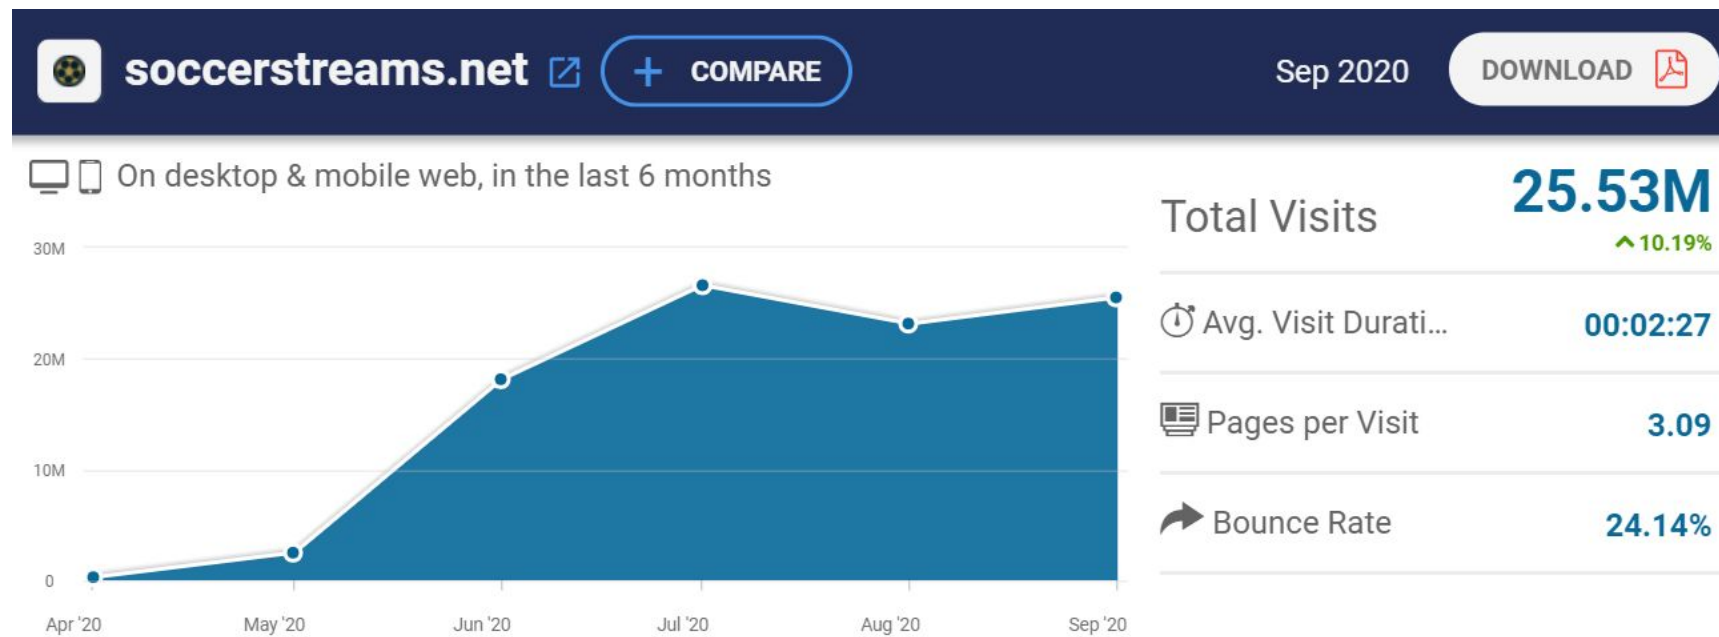 soccerstreams.net
+ COMPARE
Sep 2020
DOWNLOAD
On desktop & mobile web, in the last 6 months
30M
20M
10M
0
Apr '20
May '20
Jun '20
Jul '20
Aug '20
Sep '20
Total Visits
25.53M
10.19%
Avg. Visit Durati...
00:02:27
Pages per Visit
3.09
Bounce Rate
24.14%